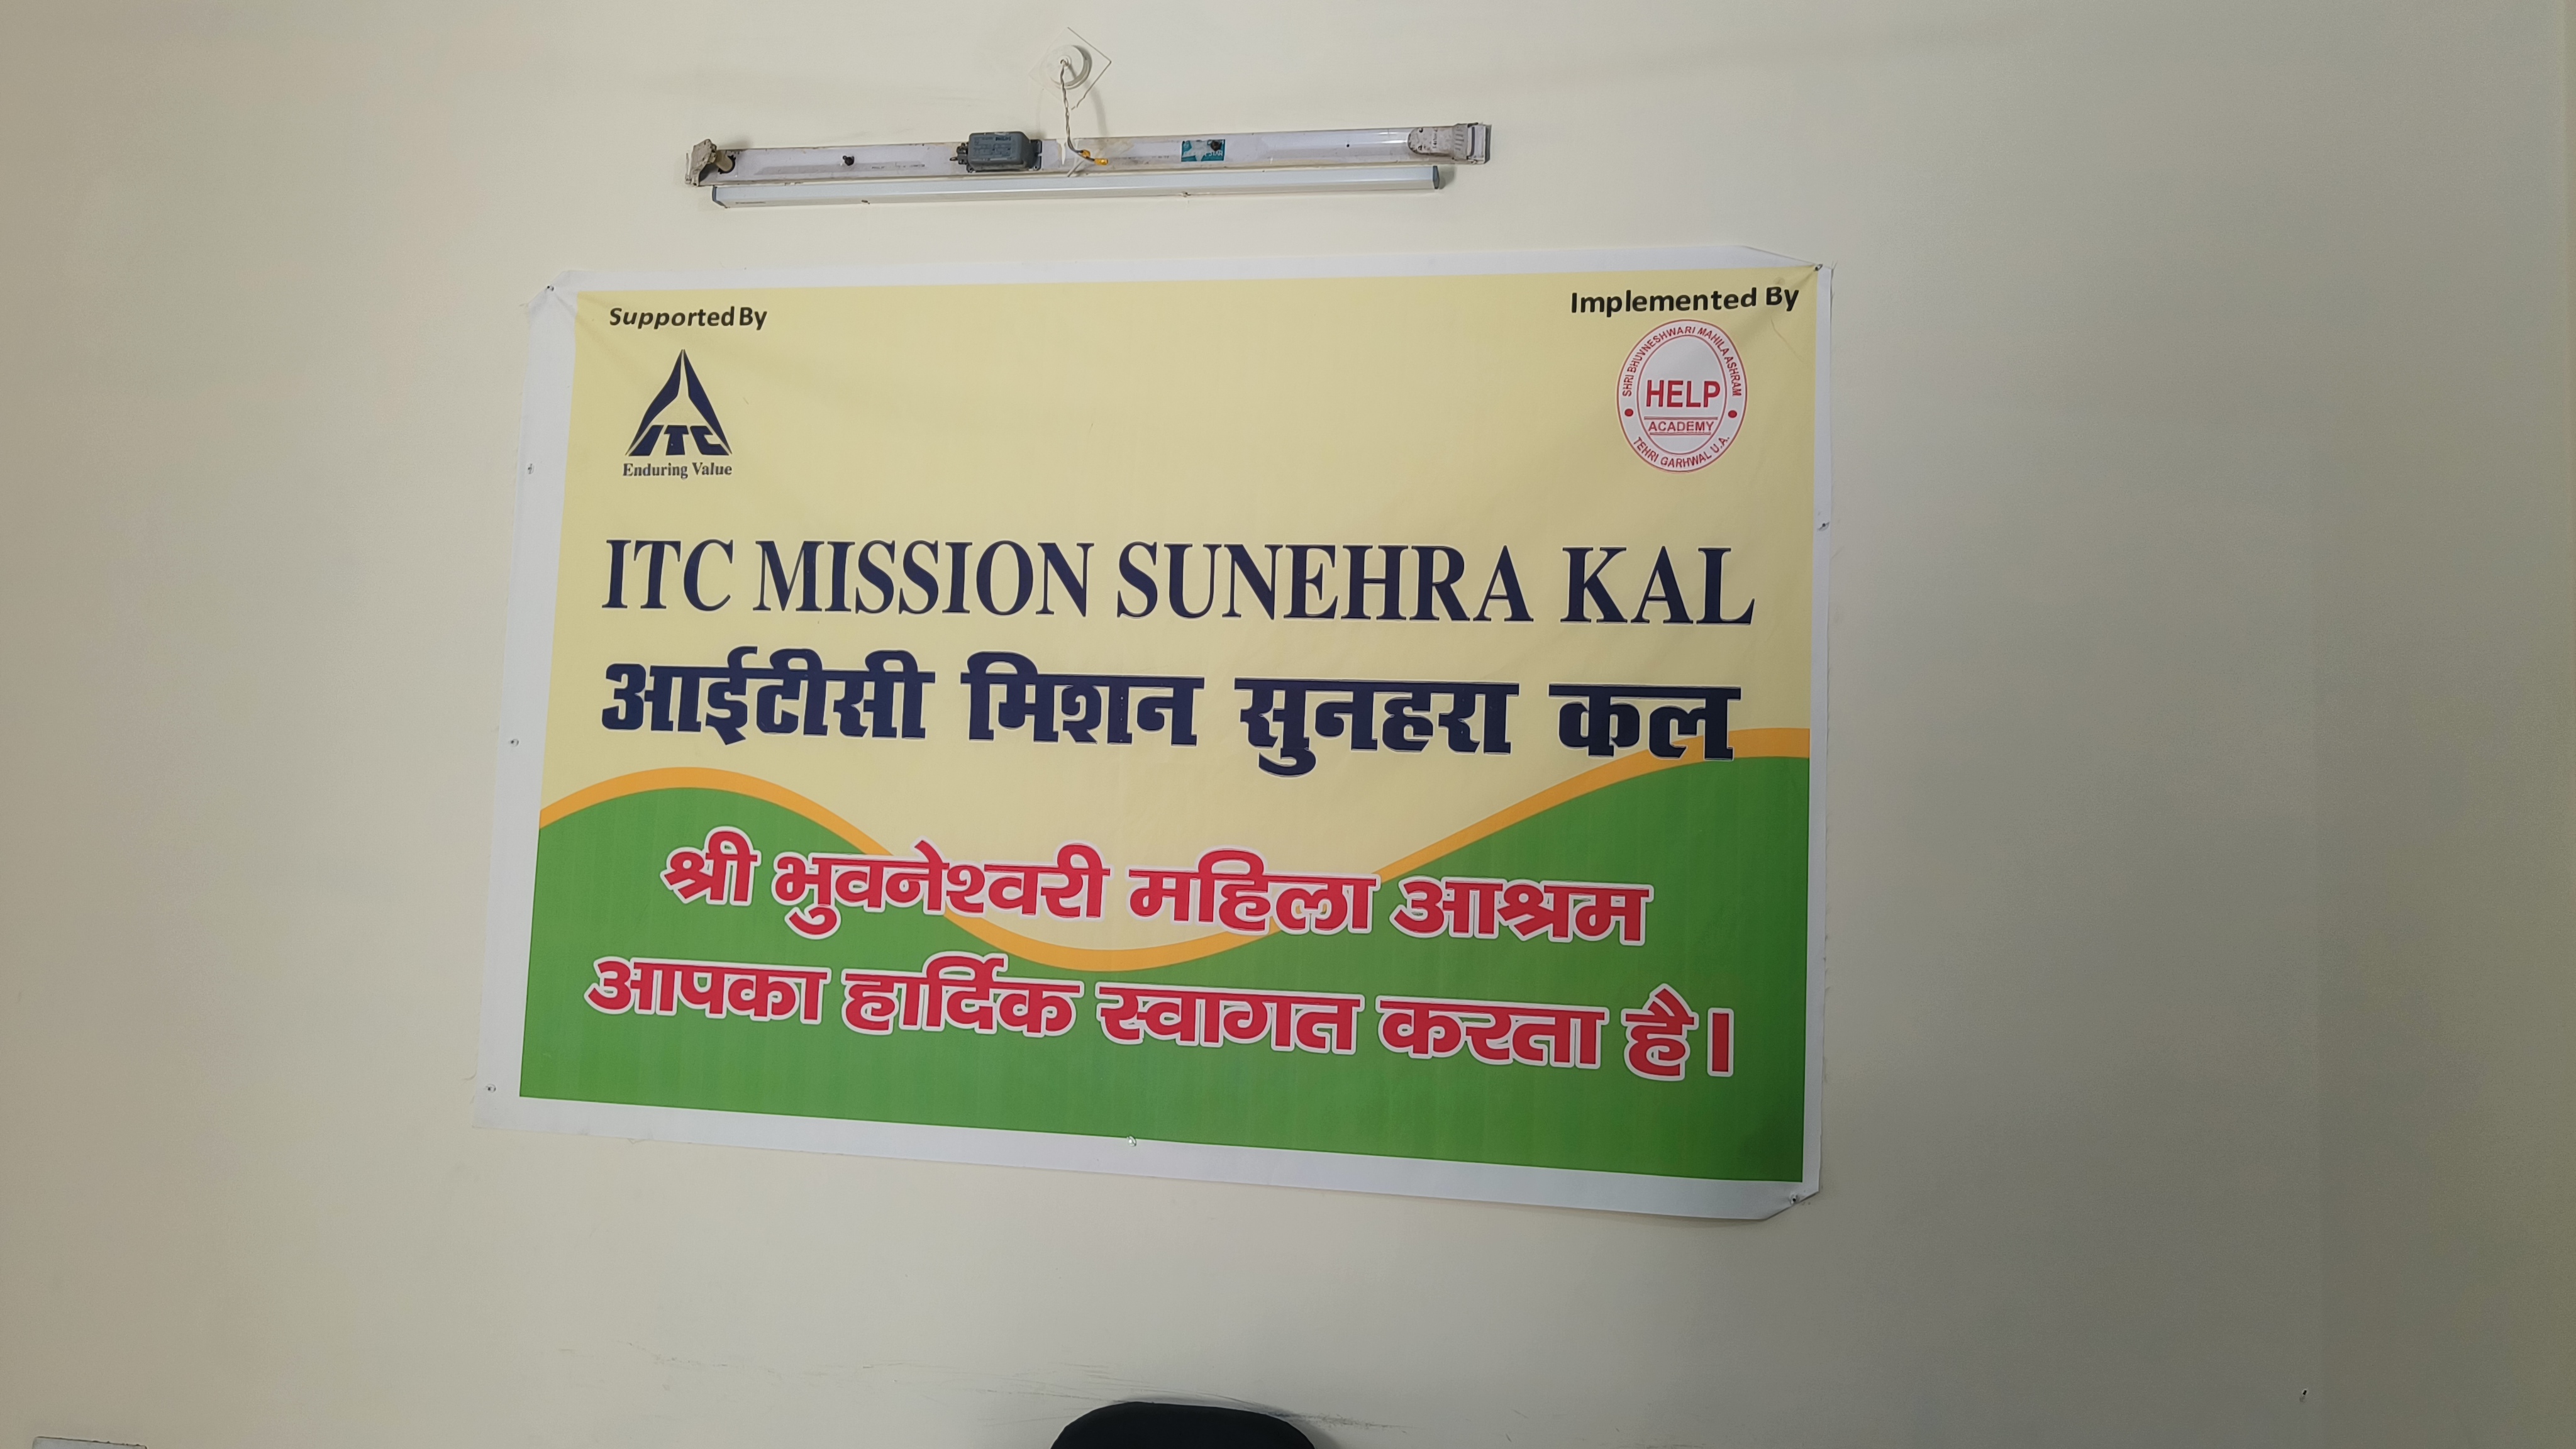 Supported By
Implemented By
ITC
Enduring Value
SHRI BHUVNESHWARI MAHILA ASHRAM
HELP
ACADEMY
TEHRI GARHWAL U.A.
ITC MISSION SUNEHRA KAL
आईटीसी मिशन सुनहरा कल
श्री भुवनेश्वरी महिला आश्रम
आपका हार्दिक स्वागत करता है।